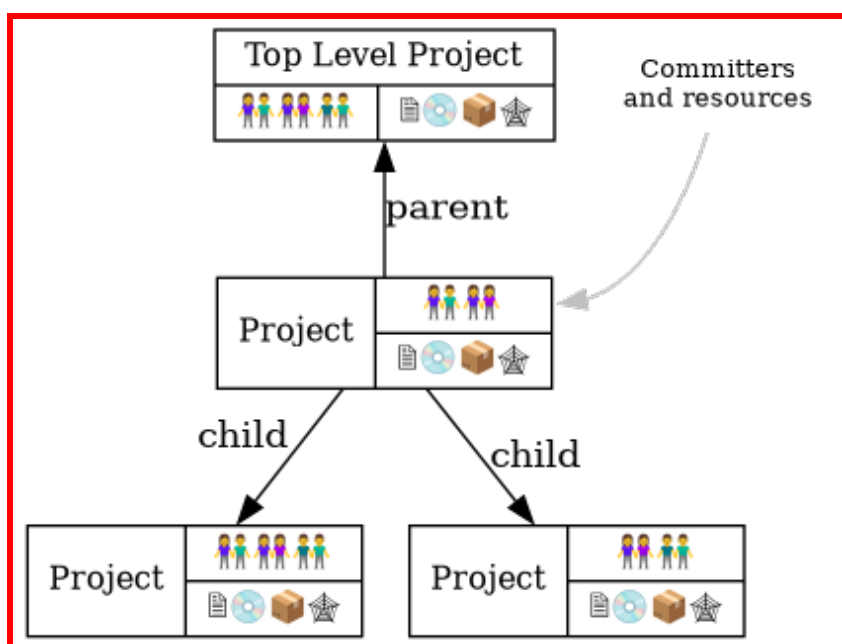 Top Level Project
Committers
and resources
parent
Project
child
child
Project
Project